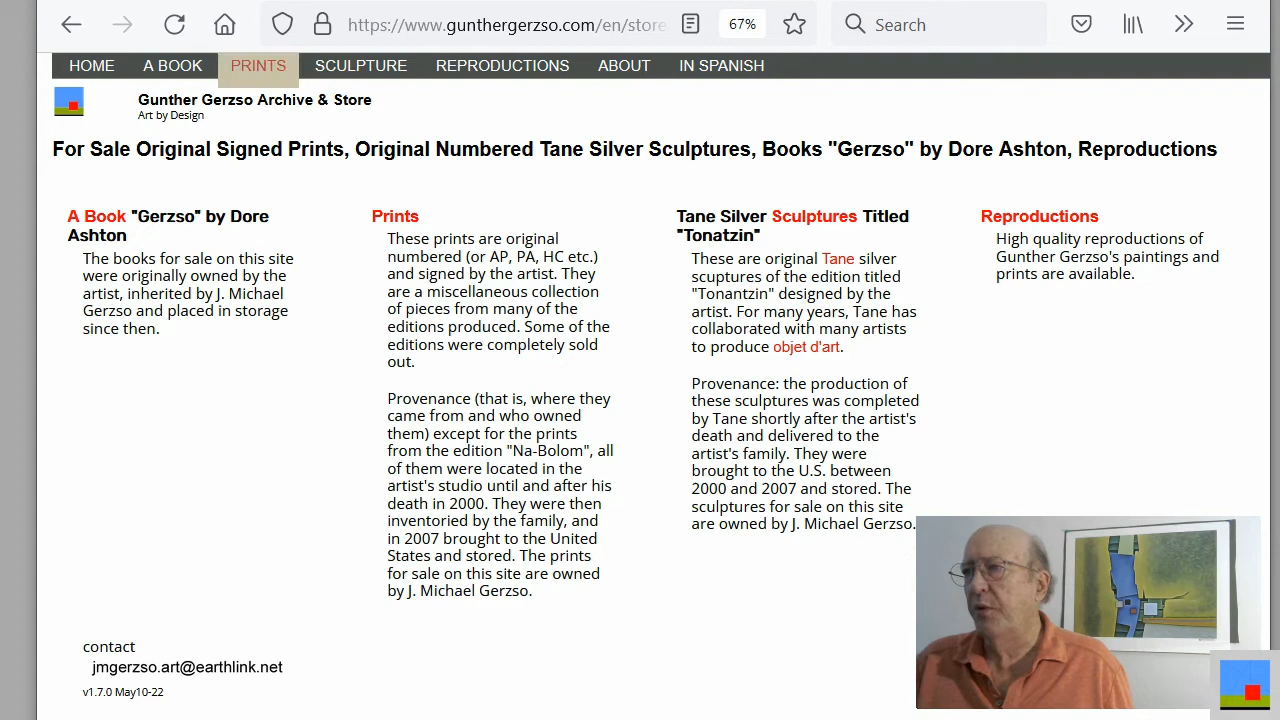 https://www.gunthergerzso.com/en/store
67%
Search
HOME A BOOK PRINTS SCULPTURE REPRODUCTIONS ABOUT IN SPANISH
Gunther Gerzso Archive & Store
Art by Design
For Sale Original Signed Prints, Original Numbered Tane Silver Sculptures, Books "Gerzso" by Dore Ashton, Reproductions
A Book "Gerzso" by Dore
Ashton
The books for sale on this site
were originally owned by the
artist, inherited by J. Michael
Gerzso and placed in storage
since then.
Prints
These prints are original
numbered (or AP, PA, HC etc.)
and signed by the artist. They
are a miscellaneous collection
of pieces from many of the
editions produced. Some of the
editions were completely sold
out.
Provenance (that is, where they
came from and who owned
them) except for the prints
from the edition "Na-Bolom", all
of them were located in the
artist's studio until and after his
death in 2000. They were then
inventoried by the family, and
in 2007 brought to the United
States and stored. The prints
for sale on this site are owned
by J. Michael Gerzso.
Tane Silver Sculptures Titled
"Tonatzin"
These are original Tane silver
scuptures of the edition titled
"Tonantzin" designed by the
artist. For many years, Tane has
collaborated with many artists
to produce objet d'art.
Provenance: the production of
these sculptures was completed
by Tane shortly after the artist's
death and delivered to the
artist's family. They were
brought to the U.S. between
2000 and 2007 and stored. The
sculptures for sale on this site
are owned by J. Michael Gerzso.
Reproductions
High quality reproductions of
Gunther Gerzso's paintings and
prints are available.
contact
jmgerzso.art@earthlink.net
v1.7.0 May10-22